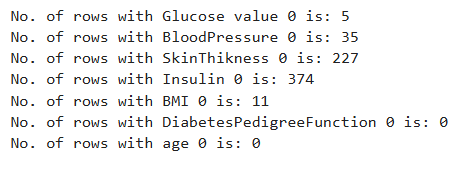 No. of rows with Glucose value 0 is: 5
No. of rows with BloodPressure 0 is: 35
No. of rows with SkinThikness 0 is: 227
No. of rows with Insulin 0 is: 374
No. of rows with BMI 0 is: 11
No. of rows with DiabetesPedigreeFunction 0 is: 0
No. of rows with age 0 is: 0